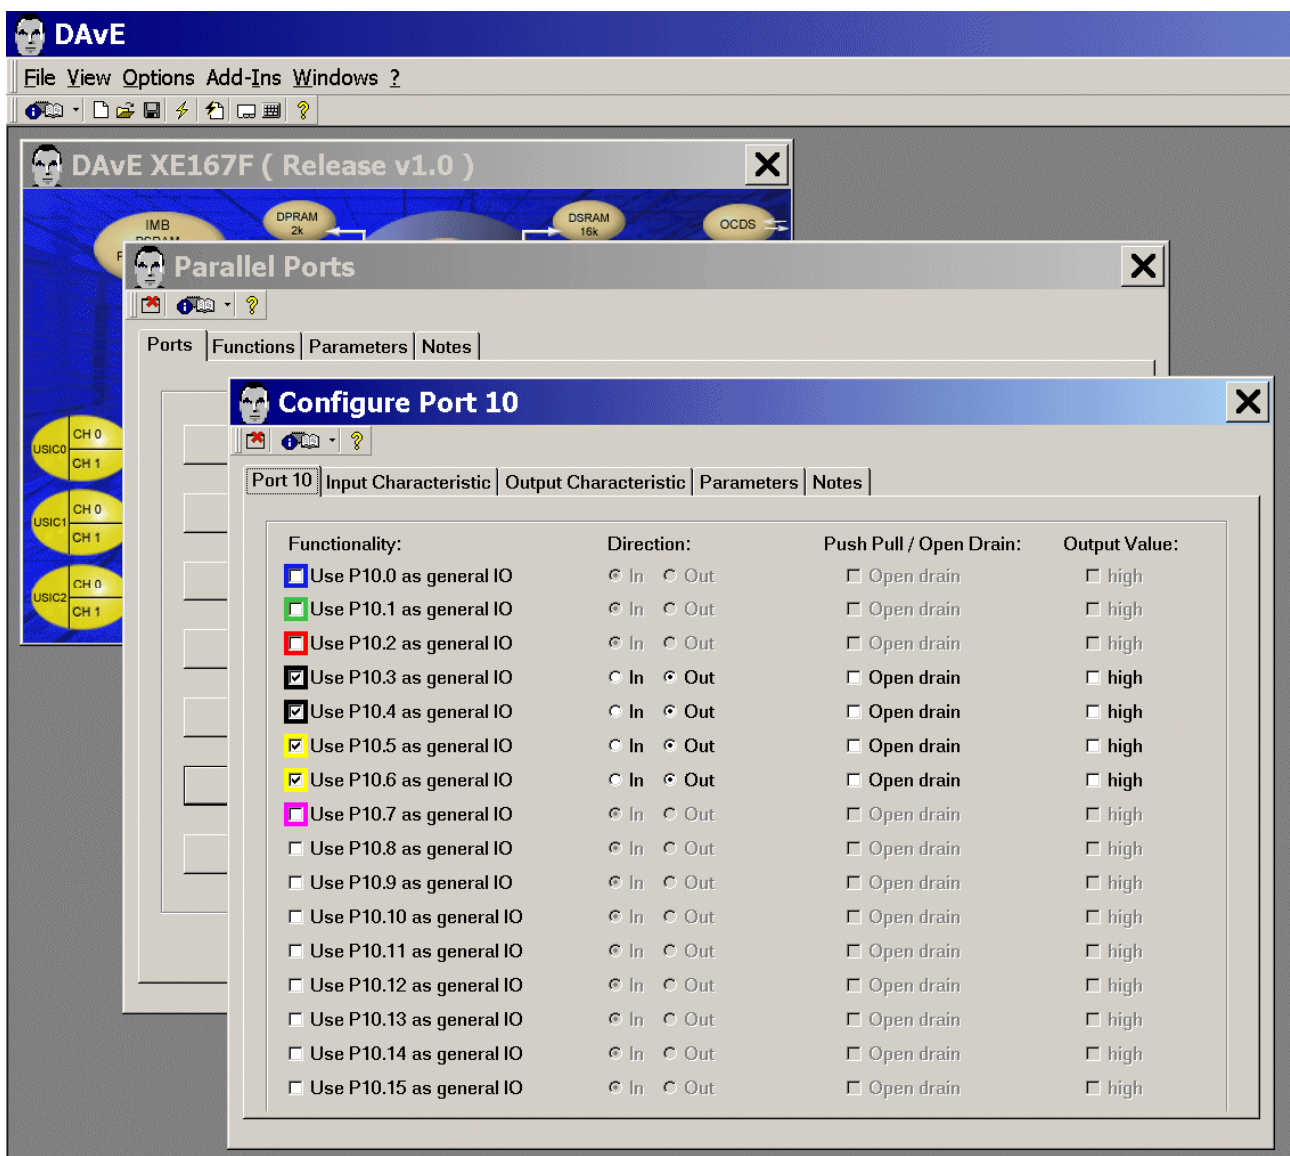 DAvE
File View Options Add-Ins Windows ?
DAvE XE167F ( Release v1.0 )
IMB
DPRAM
2k
DSRAM
16k
OCDS
Parallel Ports
Ports Functions Parameters Notes
Configure Port 10
USIC0 CH 0
CH 1
USIC1 CH 0
CH 1
USIC2 CH 0
CH 1
Port 10 Input Characteristic Output Characteristic Parameters Notes
Functionality: Direction: Push Pull / Open Drain: Output Value:
Use P10.0 as general IO In Out Open drain high
Use P10.1 as general IO In Out Open drain high
Use P10.2 as general IO In Out Open drain high
Use P10.3 as general IO In Out Open drain high
Use P10.4 as general IO In Out Open drain high
Use P10.5 as general IO In Out Open drain high
Use P10.6 as general IO In Out Open drain high
Use P10.7 as general IO In Out Open drain high
Use P10.8 as general IO In Out Open drain high
Use P10.9 as general IO In Out Open drain high
Use P10.10 as general IO In Out Open drain high
Use P10.11 as general IO In Out Open drain high
Use P10.12 as general IO In Out Open drain high
Use P10.13 as general IO In Out Open drain high
Use P10.14 as general IO In Out Open drain high
Use P10.15 as general IO In Out Open drain high